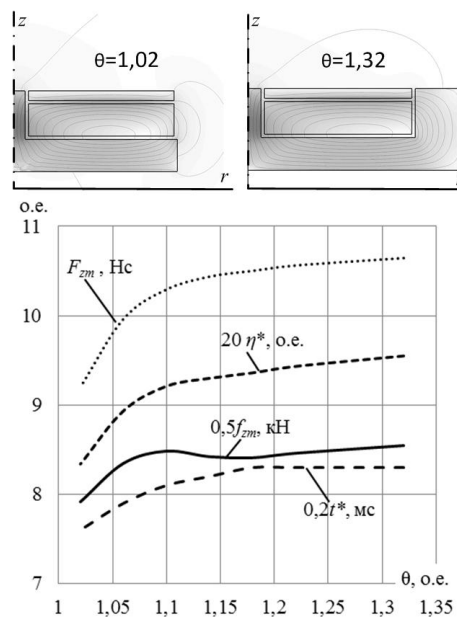 z
θ=1,02
r
z
θ=1,32
r
о.е.
11
10
9
8
7
F_zm , Нс
20 η*, о.е.
0,5f_zm, кН
0,2t*, мс
θ, о.е.
1 1,05 1,1 1,15 1,2 1,25 1,3 1,35